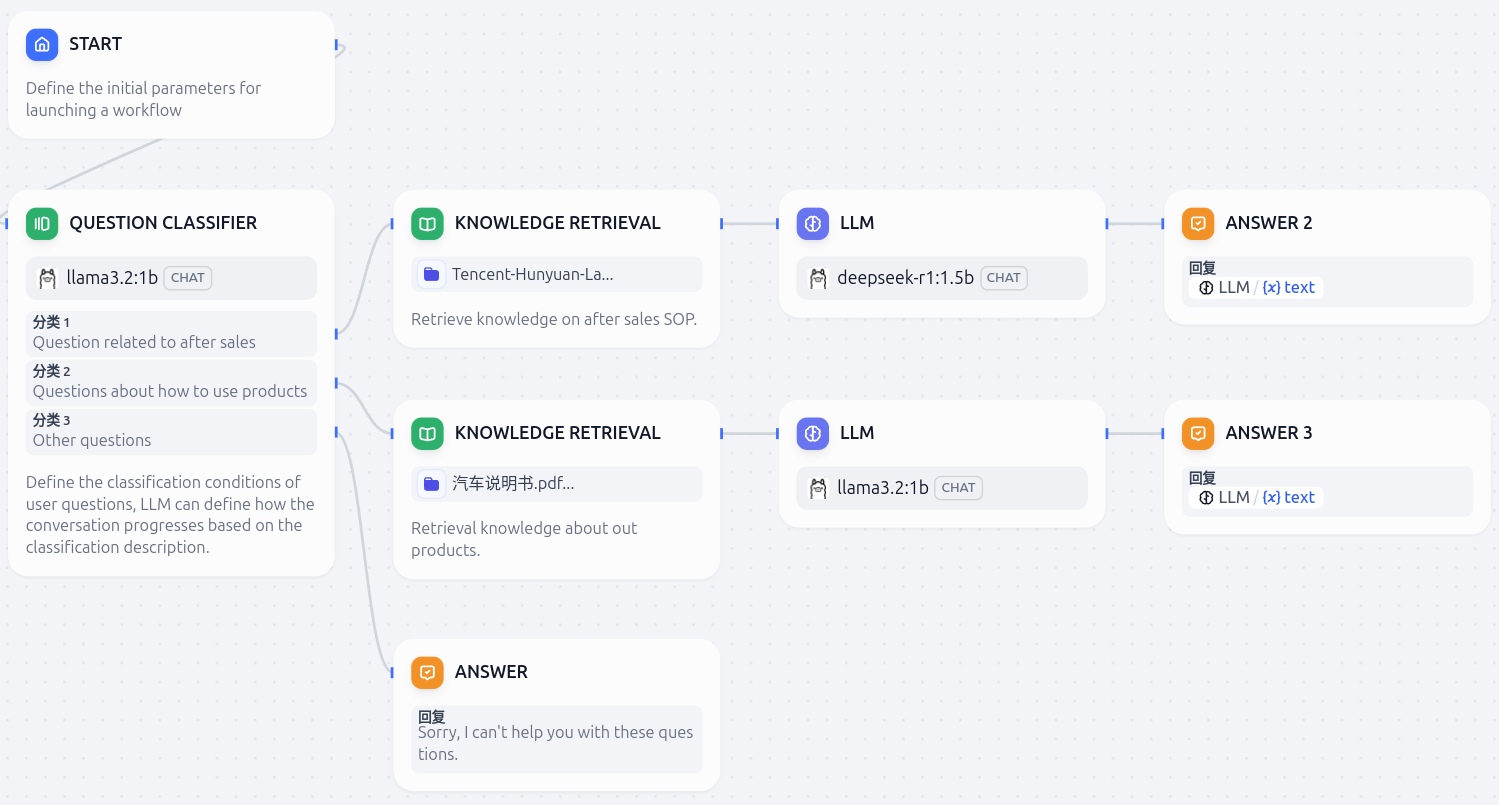 START
Define the initial parameters for
launching a workflow
QUESTION CLASSIFIER
llama3.2:1b CHAT
分类 1
Question related to after sales
分类 2
Questions about how to use products
分类 3
Other questions
Define the classification conditions of
user questions, LLM can define how the
conversation progresses based on the
classification description.
KNOWLEDGE RETRIEVAL
Tencent-Hunyuan-La...
Retrieve knowledge on after sales SOP.
LLM
deepseek-r1:1.5b CHAT
ANSWER 2
回复
LLM / {x} text
KNOWLEDGE RETRIEVAL
汽车说明书.pdf...
Retrieval knowledge about out
products.
LLM
llama3.2:1b CHAT
ANSWER 3
回复
LLM / {x} text
ANSWER
回复
Sorry, I can't help you with these ques
tions.